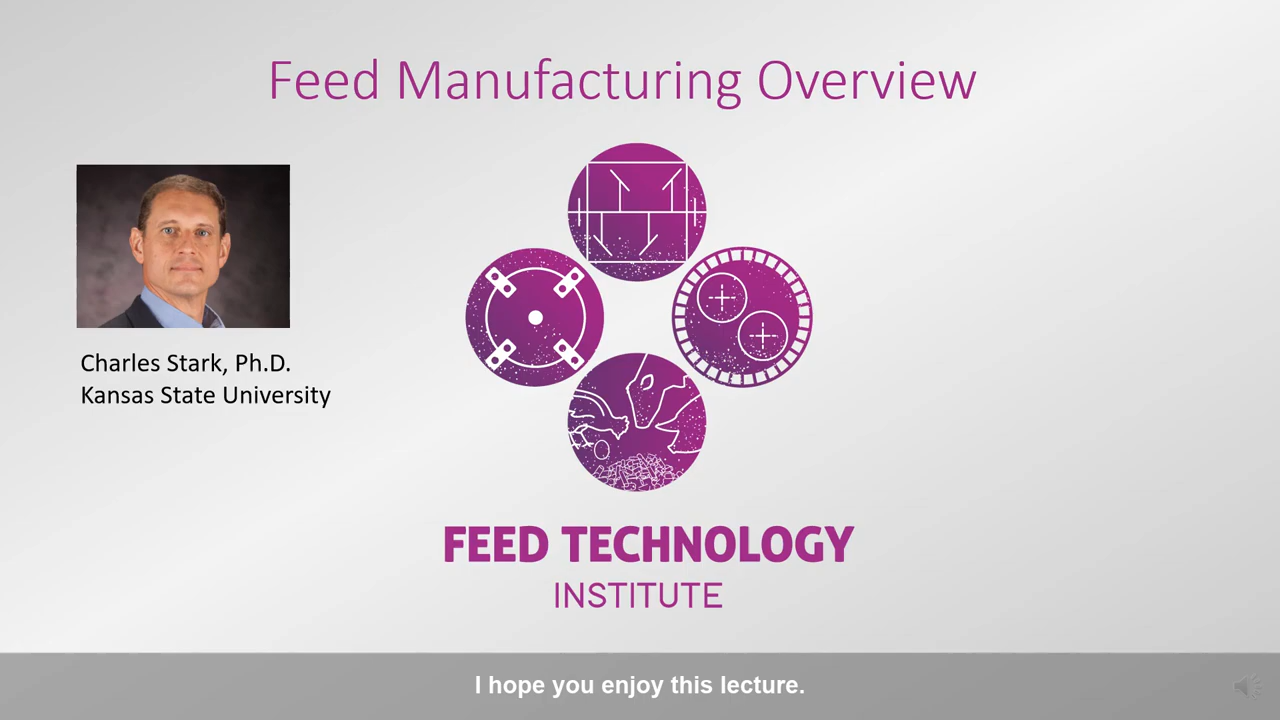 Feed Manufacturing Overview
Charles Stark, Ph.D.
Kansas State University
FEED TECHNOLOGY
INSTITUTE
I hope you enjoy this lecture.